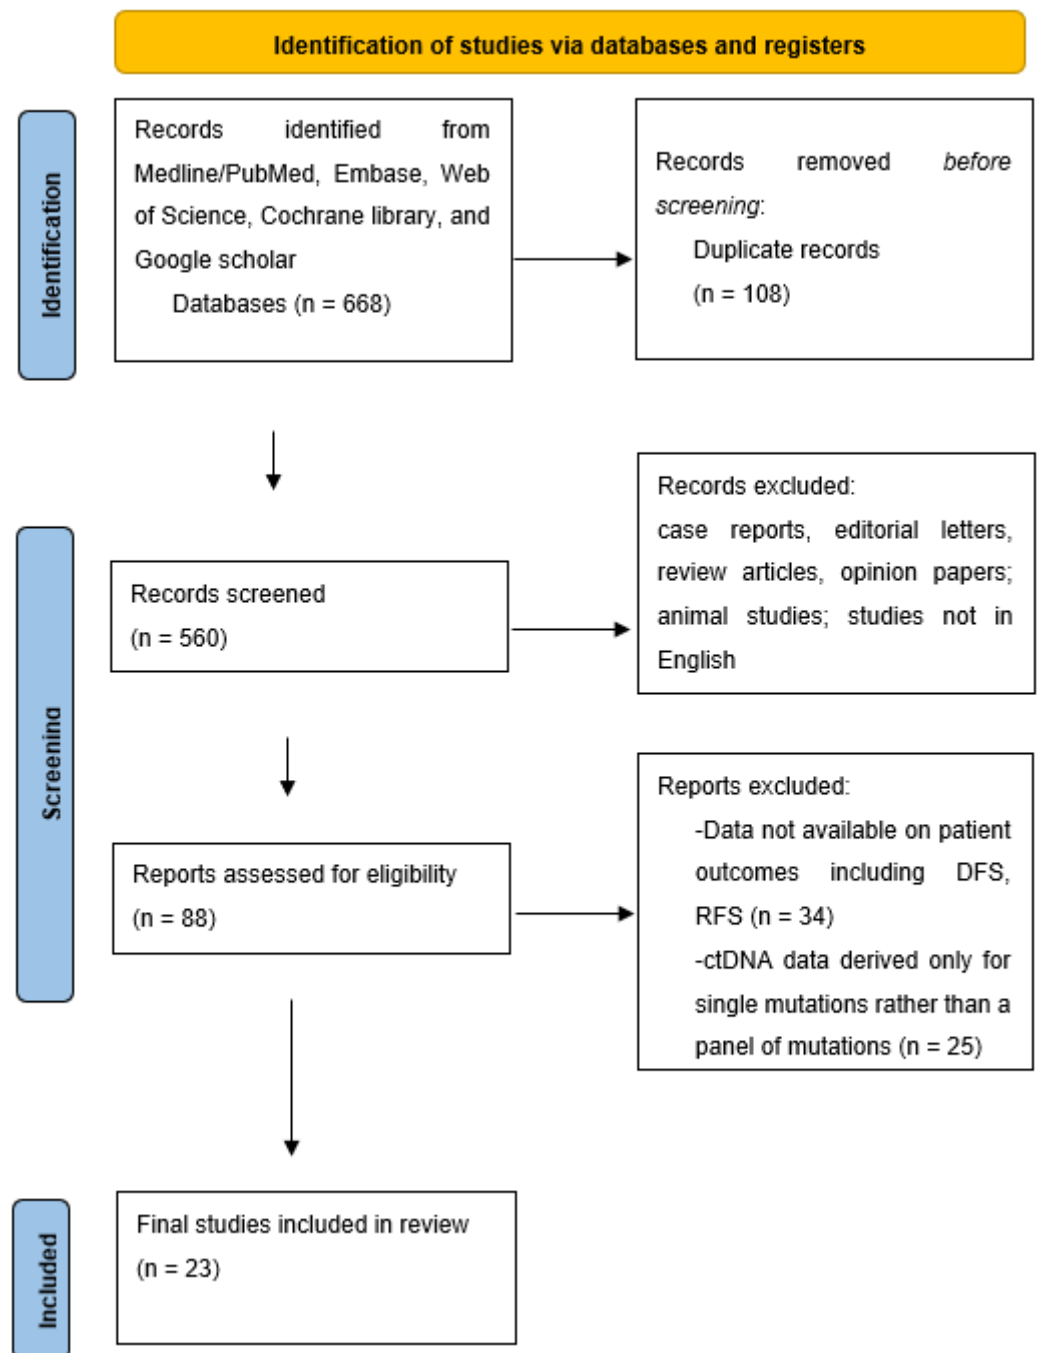 Identification of studies via databases and registers
Identification
Records identified from
Medline/PubMed, Embase, Web
of Science, Cochrane library, and
Google scholar
Databases (n = 668)
Records removed before
screening:
Duplicate records
(n = 108)
Screening
Records screened
(n = 560)
Records excluded:
case reports, editorial letters,
review articles, opinion papers;
animal studies; studies not in
English
Reports assessed for eligibility
(n = 88)
Reports excluded:
-Data not available on patient
outcomes including DFS,
RFS (n = 34)
-ctDNA data derived only for
single mutations rather than a
panel of mutations (n = 25)
Included
Final studies included in review
(n = 23)